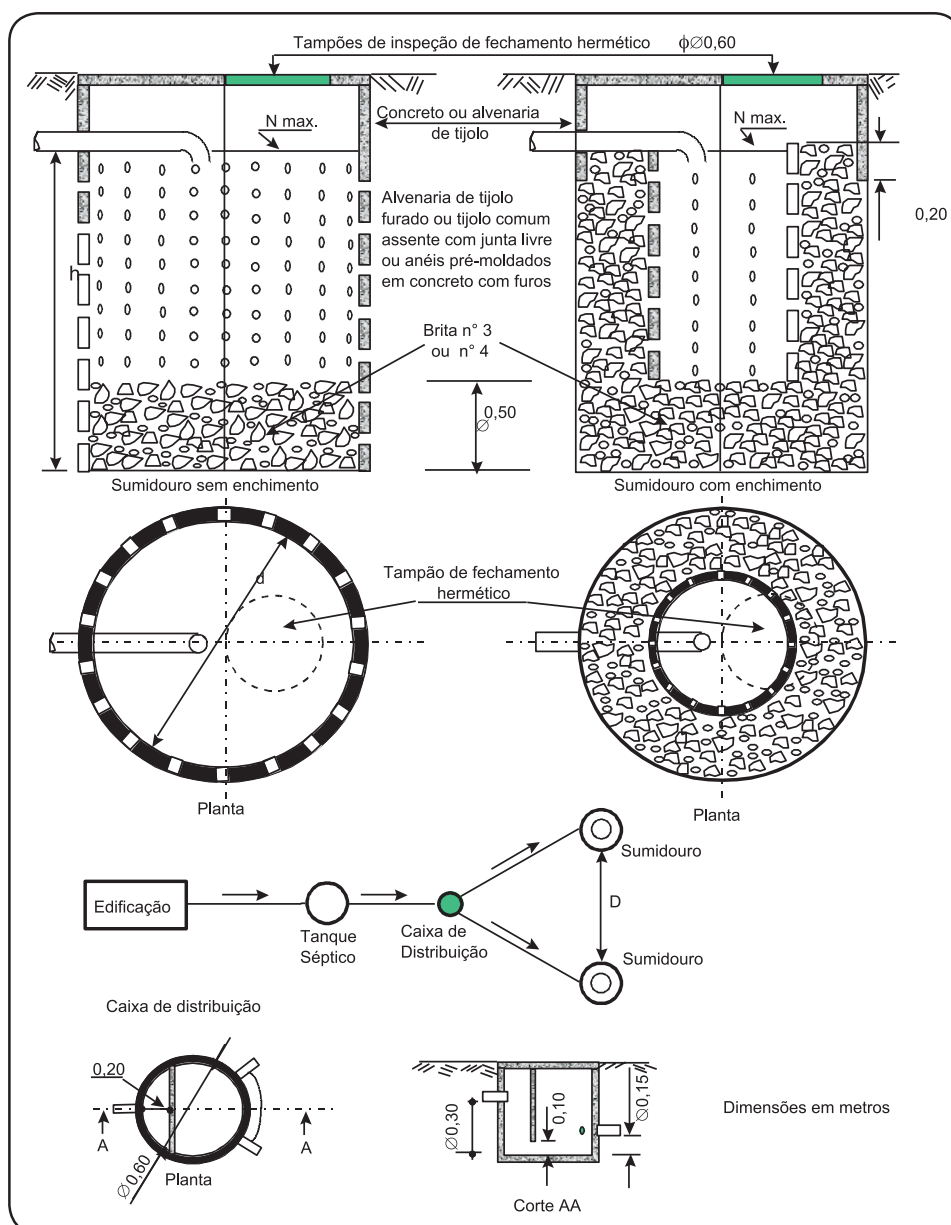 Tampões de inspeção de fechamento hermético ϕ∅0,60
N max.
Concreto ou alvenaria
de tijolo
N max.
Alvenaria de tijolo
furado ou tijolo comum
assente com junta livre
ou anéis pré-moldados
em concreto com furos
0,20
h
Brita n° 3
ou n° 4
∅0,50
Sumidouro sem enchimento
Sumidouro com enchimento
d
Tampão de fechamento
hermético
Planta
Planta
Edificação
Tanque
Séptico
Caixa de
Distribuição
Sumidouro
D
Sumidouro
Caixa de distribuição
0,20
A
A
∅0,60
Planta
∅0,30
0,10
∅0,15
Corte AA
Dimensões em metros